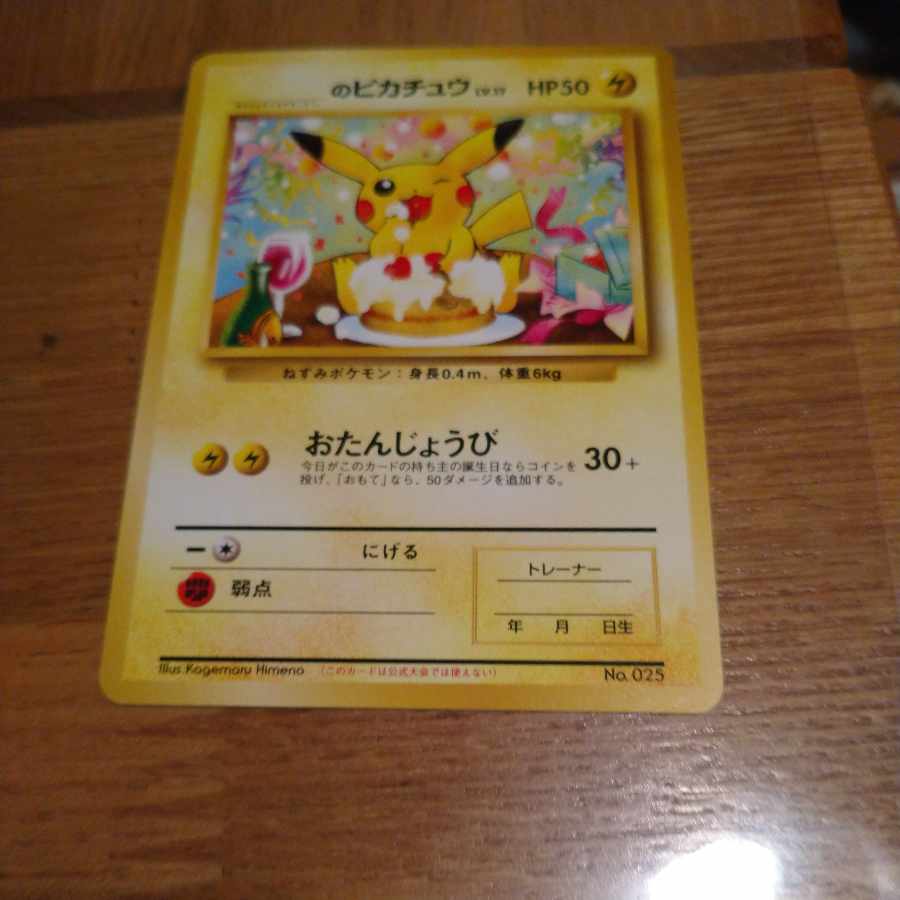 のピカチュウ LV.17 HP50
ねずみポケモン：身長0.4m、体重6kg
おたんじょうび 30+
今日がこのカードの持ち主の誕生日ならコインを
投げ、「おもて」なら、50ダメージを追加する。
にげる
弱点
トレーナー
年 月 日生
Illus. Kagemaru Himeno （このカードは公式大会では使えない） No. 025